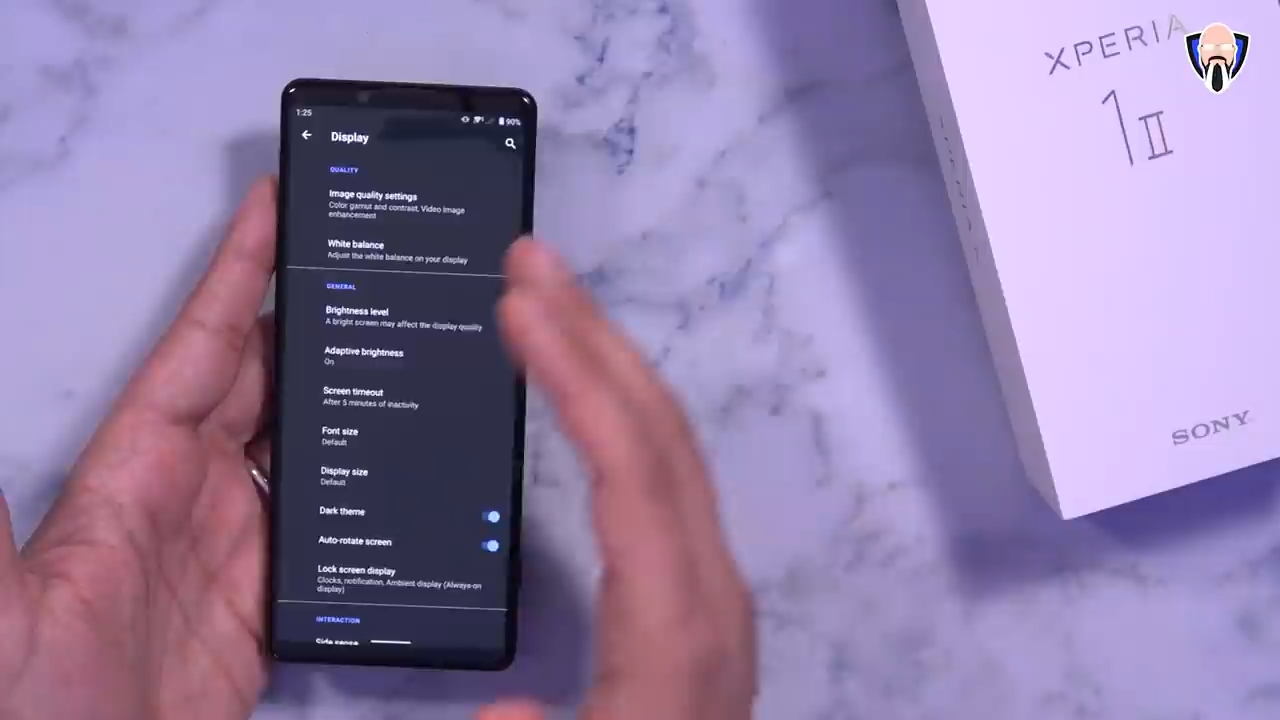 1:25
90%
Display
QUALITY
Image quality settings
Color gamut and contrast, Video image
enhancement
White balance
Adjust the white balance on your display
GENERAL
Brightness level
A bright screen may affect the display quality
Adaptive brightness
On
Screen timeout
After 5 minutes of inactivity
Font size
Default
Display size
Default
Dark theme
Auto-rotate screen
Lock screen display
Clocks, notification, Ambient display (Always-on
display)
INTERACTION
Side sense
XPERIA
1 II
SONY